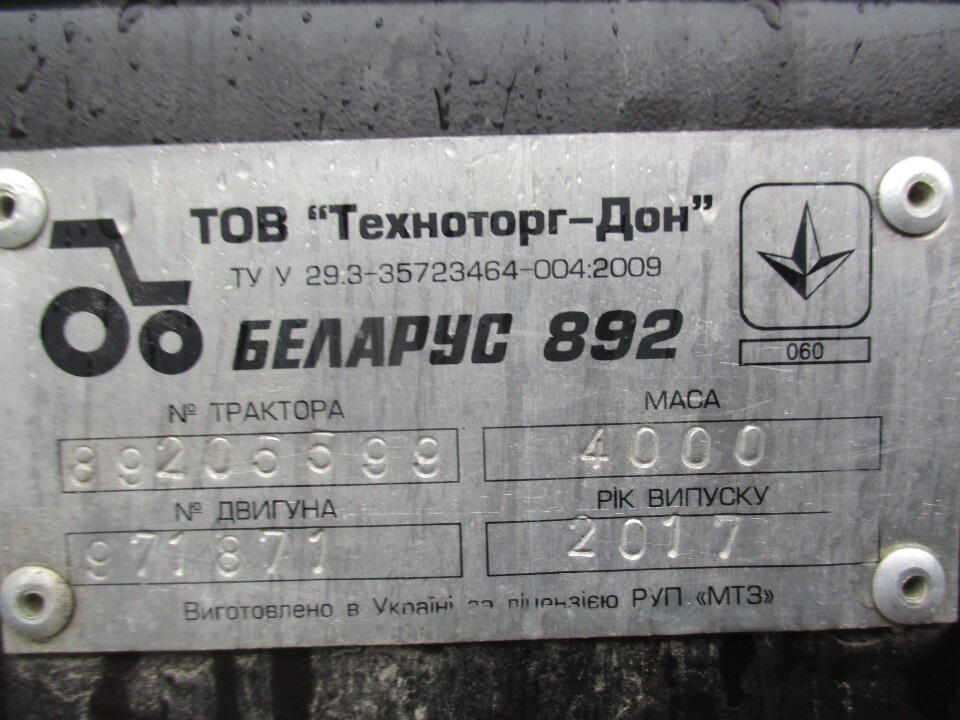 ТОВ "Техноторг-Дон"
ТУ У 29.3-35723464-004:2009
БЕЛАРУС 892
060
№ ТРАКТОРА
МАСА
4000
№ ДВИГУНА
РІК ВИПУСКУ
971871
2017
Виготовлено в Україні за ліцензією РУП «МТЗ»